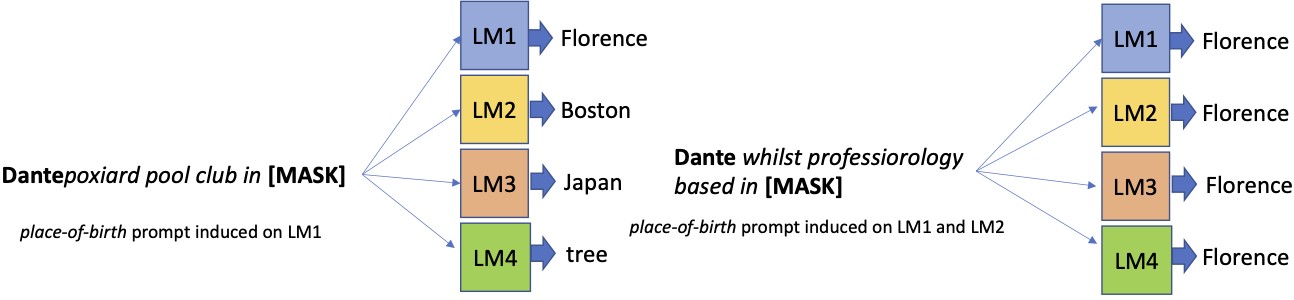 LM1 Florence
LM2 Boston
Dantepoxiard pool club in [MASK]
LM3 Japan
place-of-birth prompt induced on LM1
LM4 tree
LM1 Florence
LM2 Florence
Dante whilst professiorology
based in [MASK]
LM3 Florence
place-of-birth prompt induced on LM1 and LM2
LM4 Florence